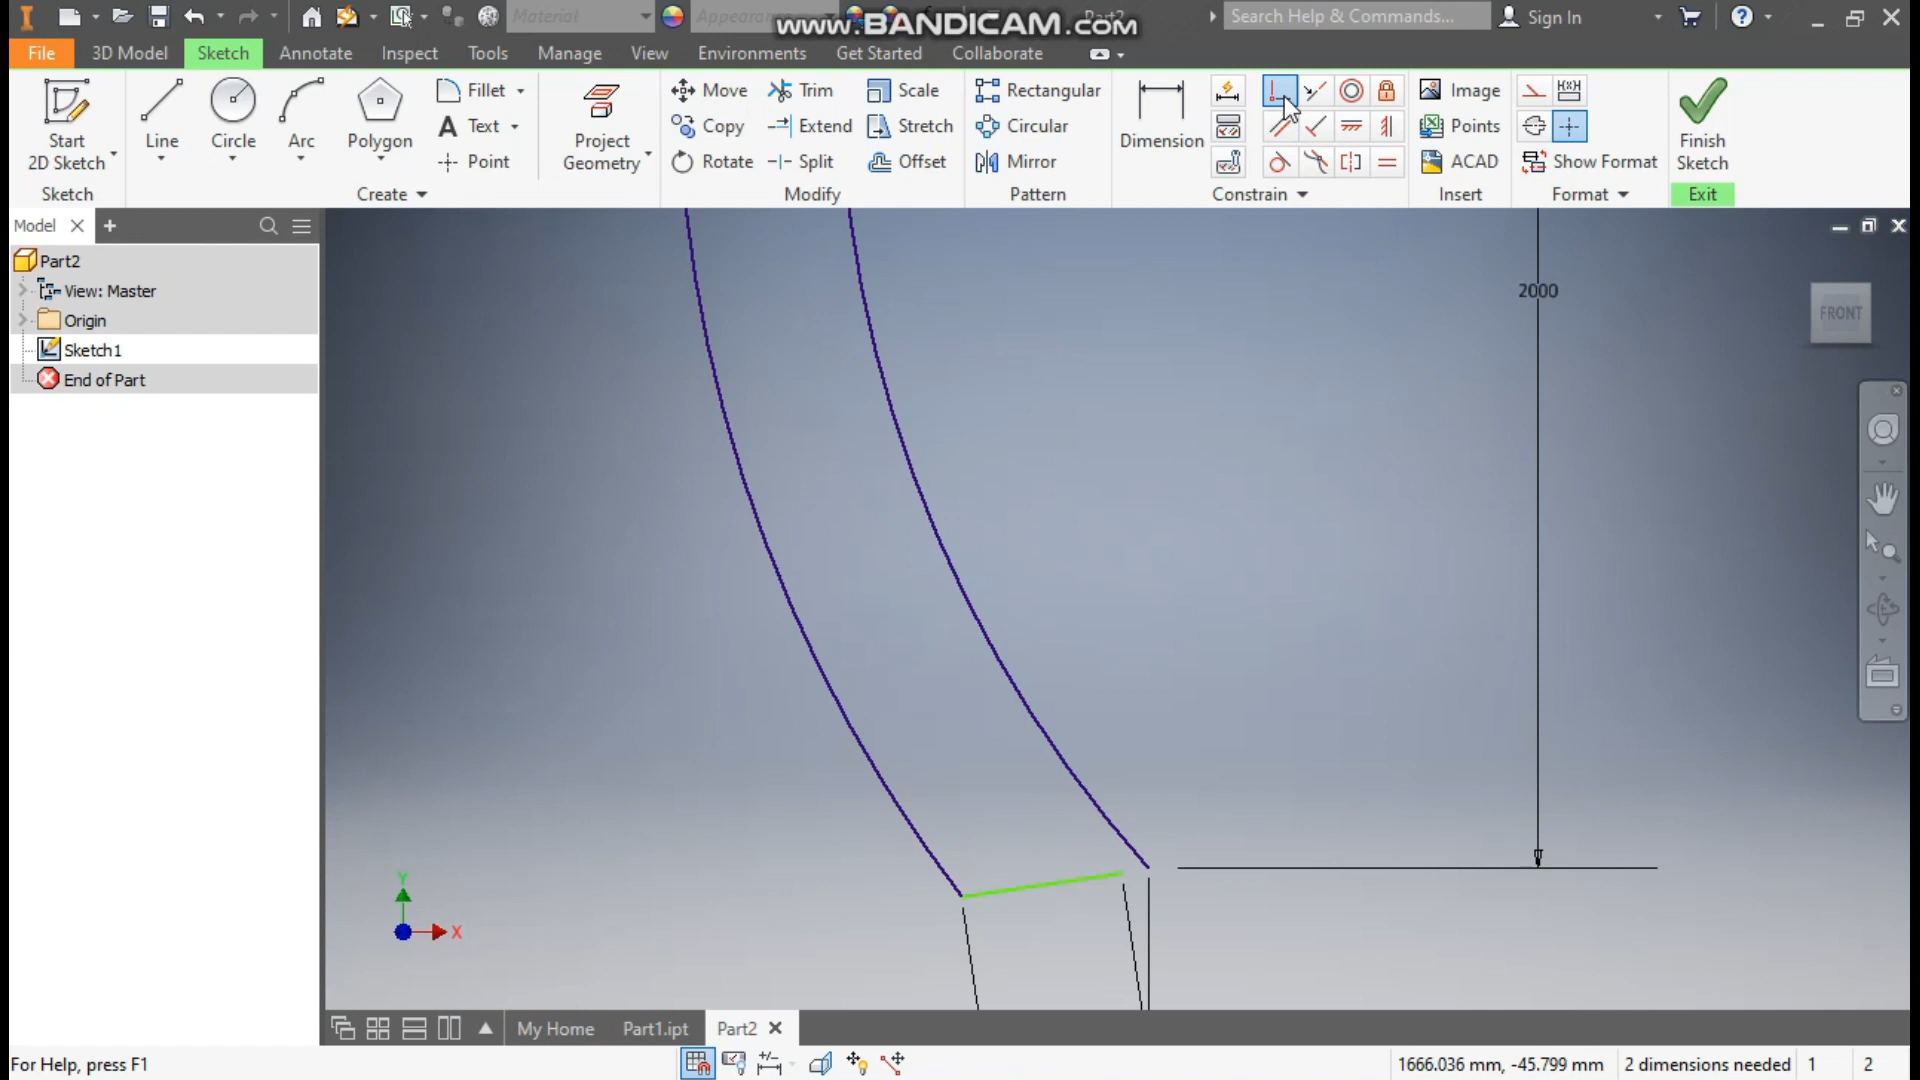 Material
Appearance
www.BANDICAM.com
Part2
Search Help & Commands...
Sign In
File
3D Model
Sketch
Annotate
Inspect
Tools
Manage
View
Environments
Get Started
Collaborate
Start
2D Sketch
Line
Circle
Arc
Polygon
Fillet
Text
Point
Project
Geometry
Move
Trim
Scale
Copy
Extend
Stretch
Rotate
Split
Offset
Rectangular
Circular
Mirror
Dimension
Image
Points
ACAD
Show Format
Finish
Sketch
Sketch
Create
Modify
Pattern
Constrain
Insert
Format
Exit
Model
Part2
View: Master
Origin
Sketch1
End of Part
2000
FRONT
Y
X
My Home
Part1.ipt
Part2
For Help, press F1
1666.036 mm, -45.799 mm
2 dimensions needed
1
2